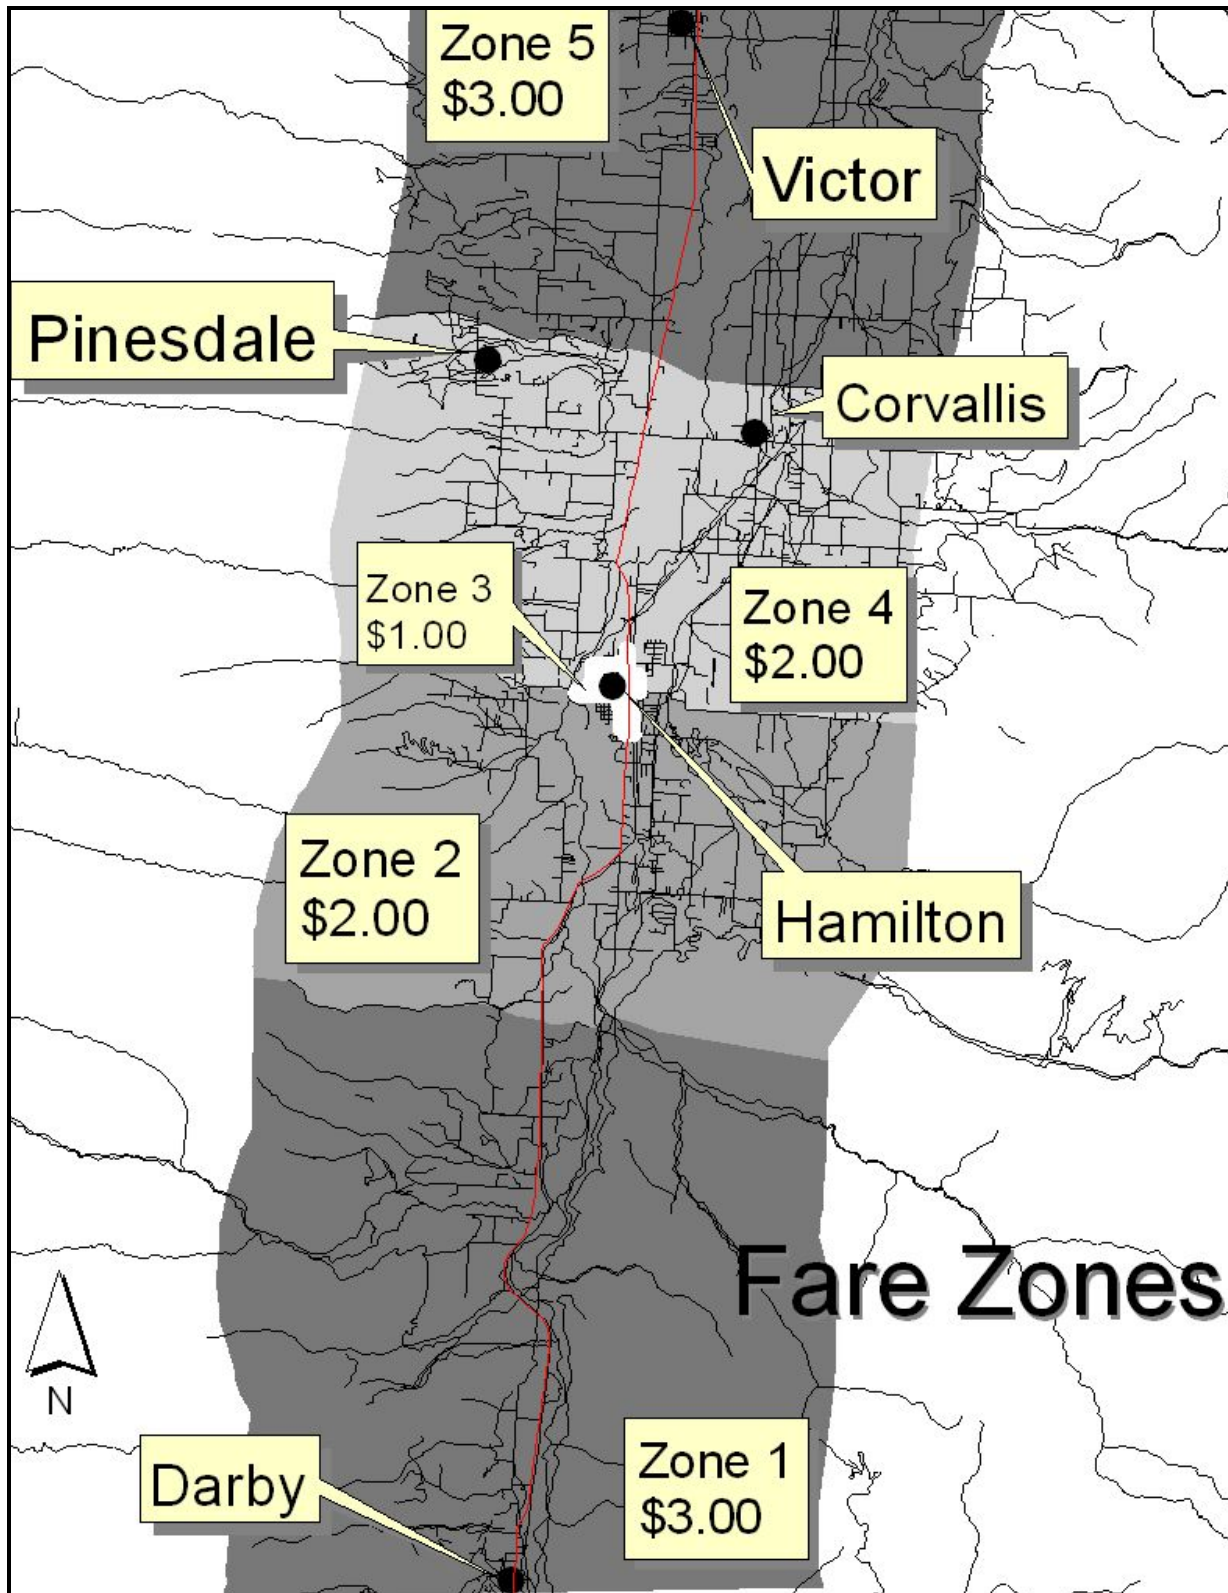 Zone 5
$3.00
Victor
Pinesdale
Corvallis
Zone 3
$1.00
Zone 4
$2.00
Zone 2
$2.00
Hamilton
Fare Zones
N
Darby
Zone 1
$3.00